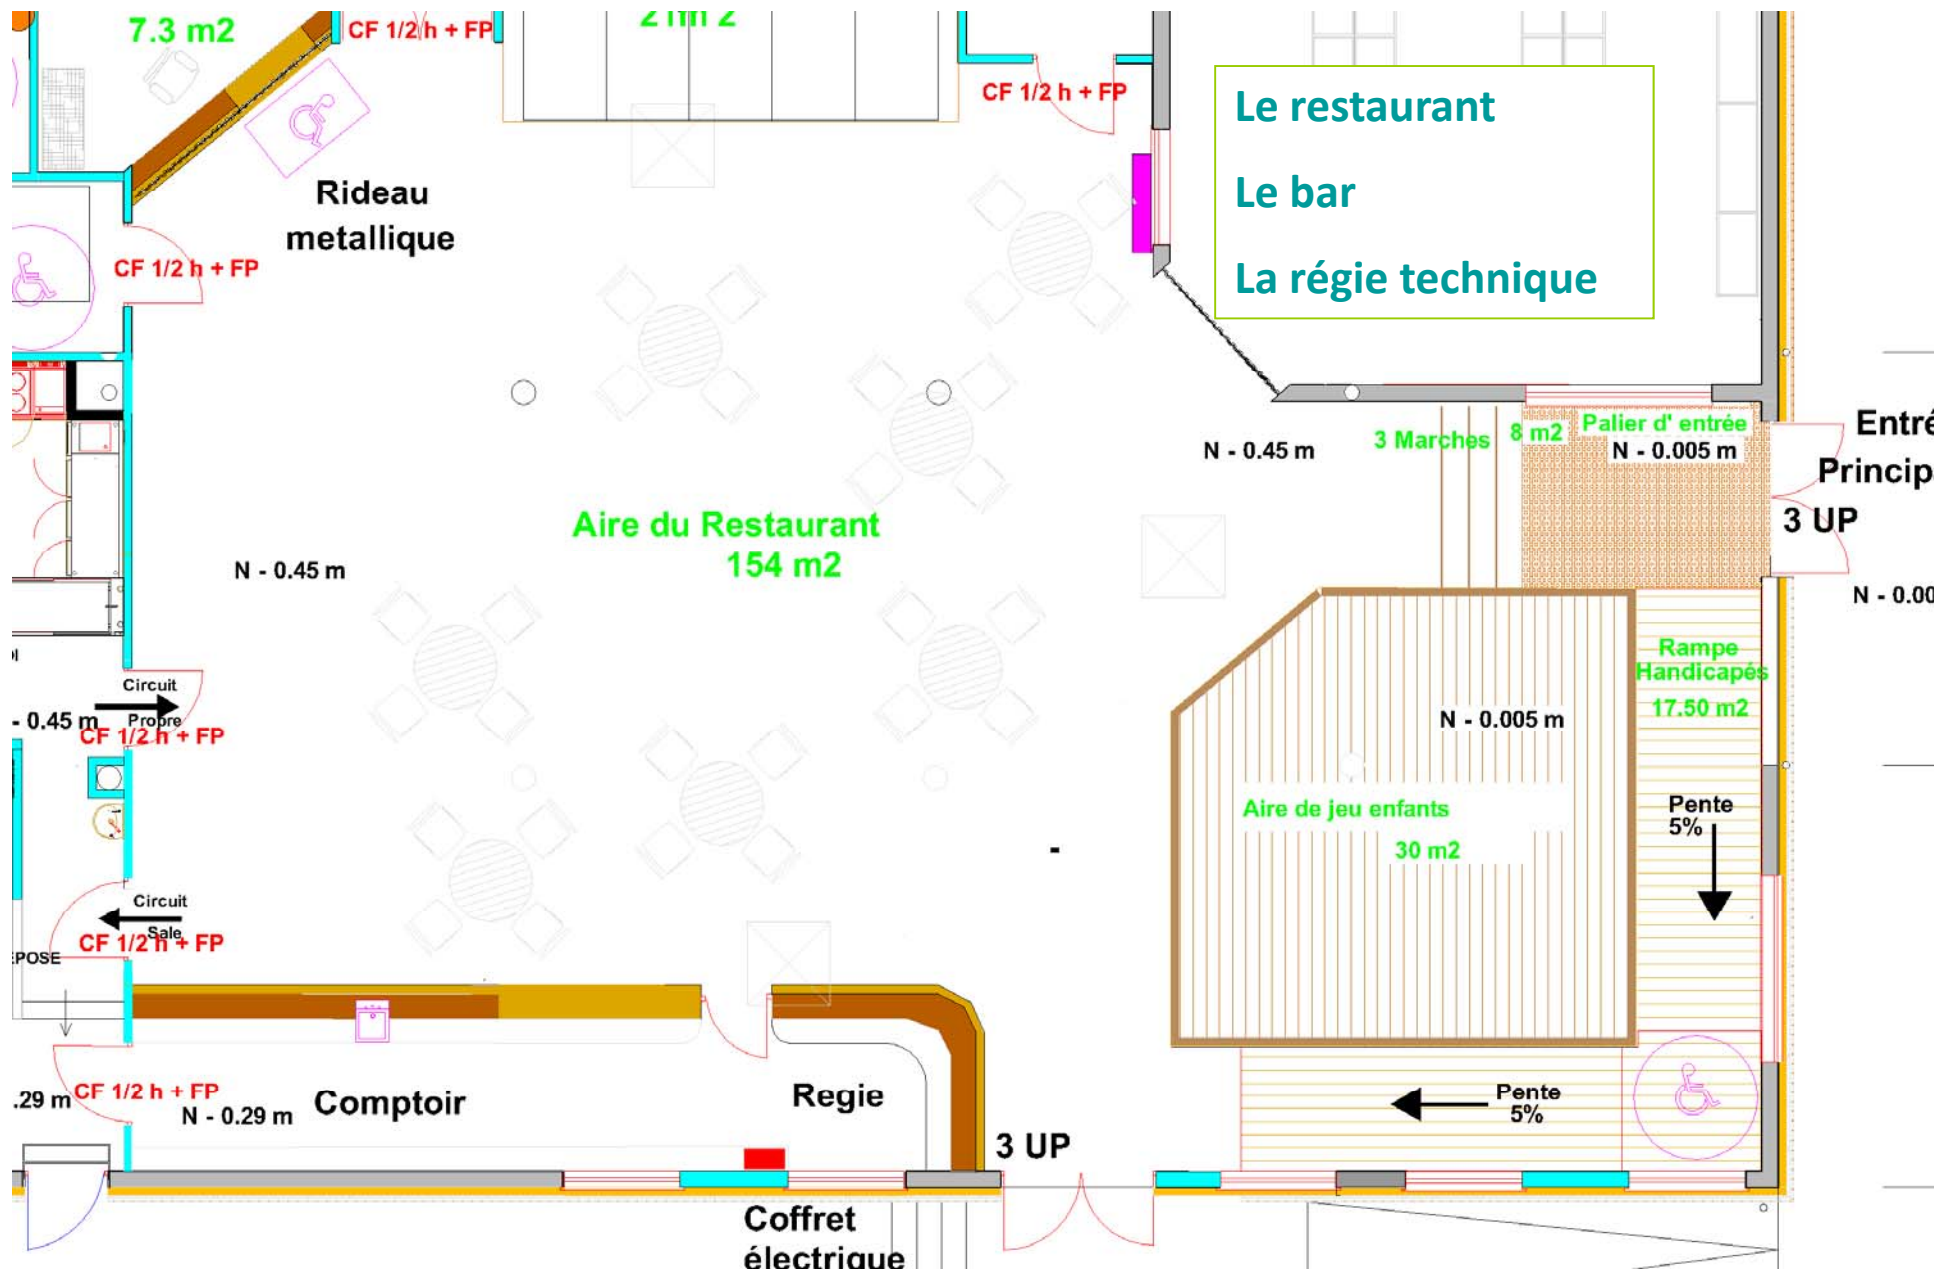 7.3 m2
CF 1/2 h + FP
CF 1/2 h + FP
Le restaurant
Le bar
La régie technique
Rideau
metallique
CF 1/2 h + FP
Palier d' entrée
3 Marches
8 m2
N - 0.45 m
N - 0.005 m
3 UP
Aire du Restaurant
154 m2
N - 0.45 m
N - 0.00
Rampe
Handicapés
17.50 m2
Circuit
Propre
- 0.45 m
CF 1/2 h + FP
N - 0.005 m
Aire de jeu enfants
30 m2
Pente
5%
-
Circuit
Sale
CF 1/2 h + FP
POSE
.29 m
CF 1/2 h + FP
N - 0.29 m
Comptoir
Regie
Pente
5%
3 UP
Coffret
électrique